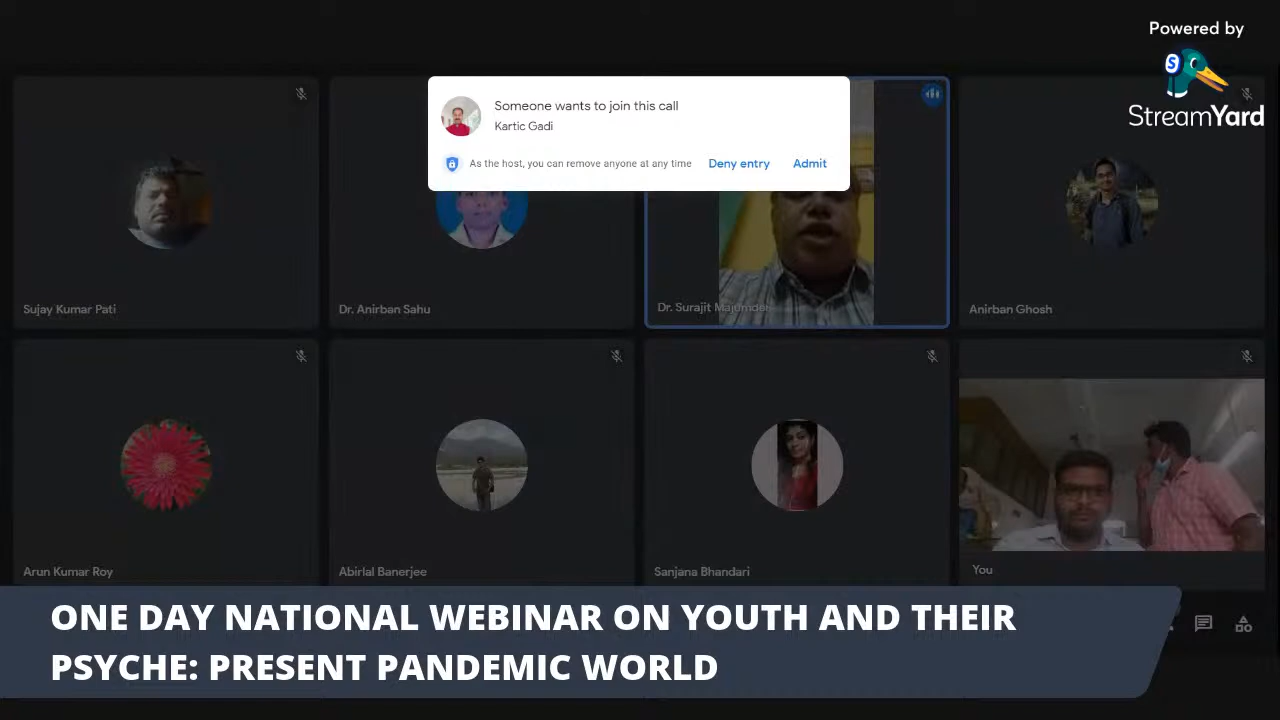 Powered by
StreamYard
Someone wants to join this call
Kartic Gadi
As the host, you can remove anyone at any time
Deny entry
Admit
Sujay Kumar Pati
Dr. Anirban Sahu
Dr. Surajit Majumder
Anirban Ghosh
Arun Kumar Roy
Abirlal Banerjee
Sanjana Bhandari
You
ONE DAY NATIONAL WEBINAR ON YOUTH AND THEIR
PSYCHE: PRESENT PANDEMIC WORLD